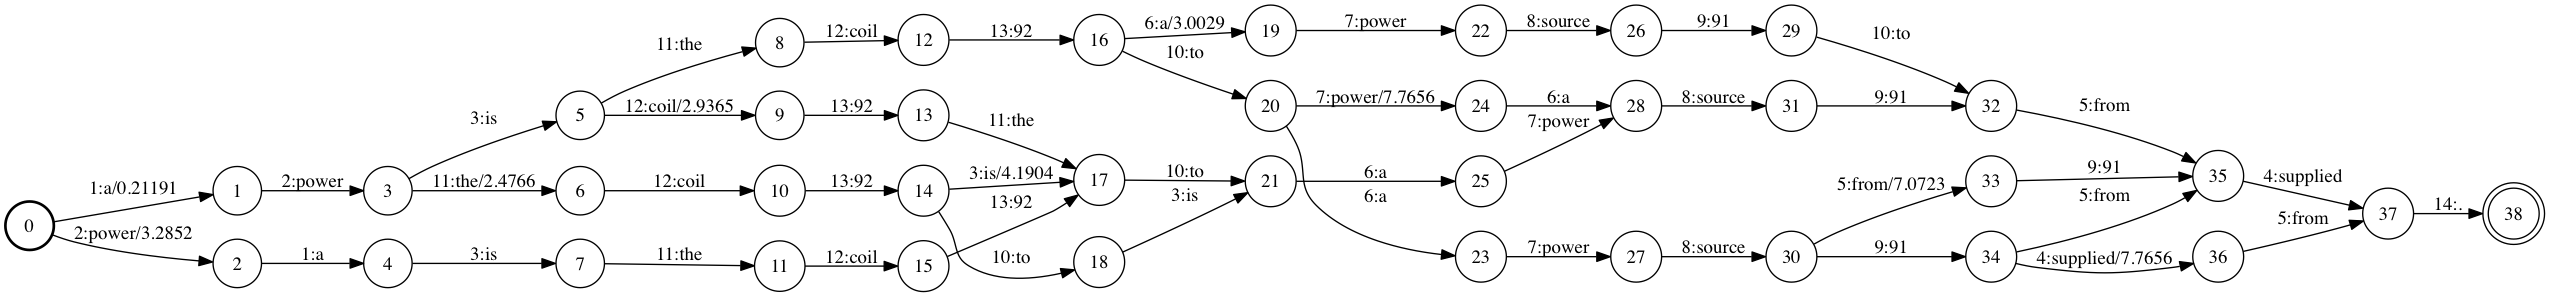 8 12:coil 12 13:92 16 6:a/3.0029 19 7:power 22 8:source 26 9:91 29
11:the 10:to 10:to
5 12:coil/2.9365 9 13:92 13 20 7:power/7.7656 24 6:a 28 8:source 31 9:91 32
3:is 11:the 7:power 5:from
0 1:a/0.21191 1 2:power 3 11:the/2.4766 6 12:coil 10 13:92 14 3:is/4.1904 17 10:to 21 6:a 25 5:from/7.0723 33 9:91 35 4:supplied
13:92 3:is 6:a 5:from 5:from 37 14:. 38
2:power/3.2852 2 1:a 4 3:is 7 11:the 11 12:coil 15 10:to 18 23 7:power 27 8:source 30 9:91 34 4:supplied/7.7656 36